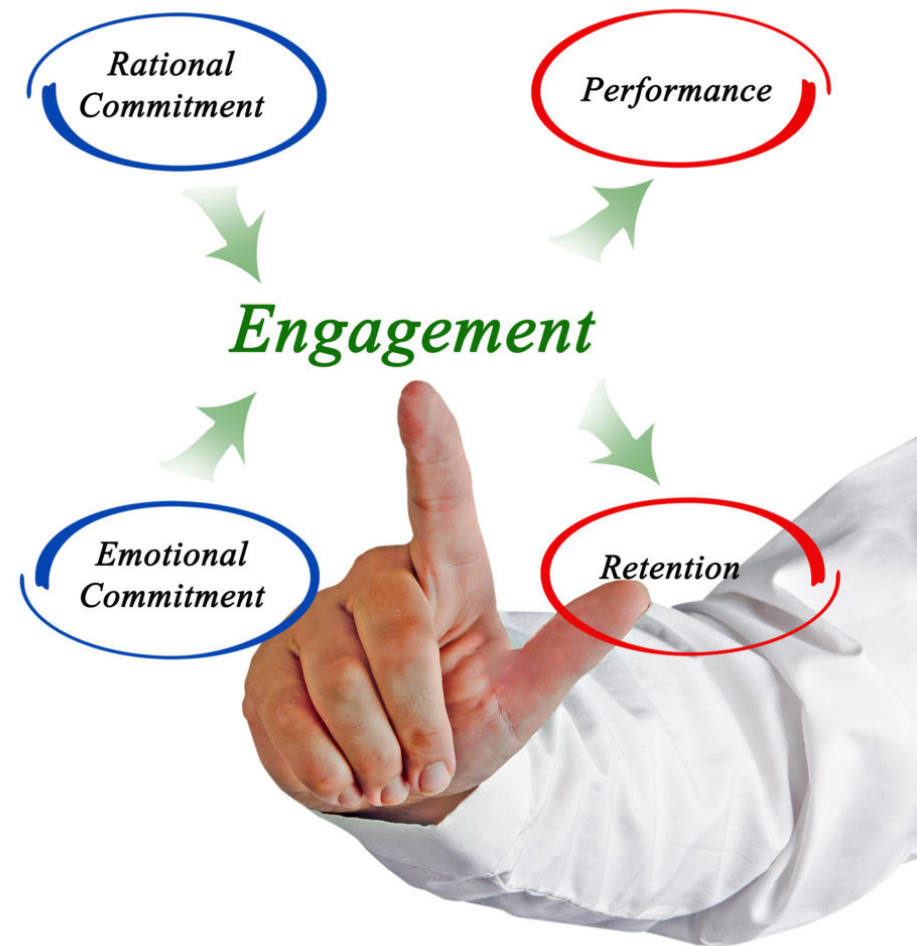 Rational
Commitment
Performance
Engagement
Emotional
Commitment
Retention